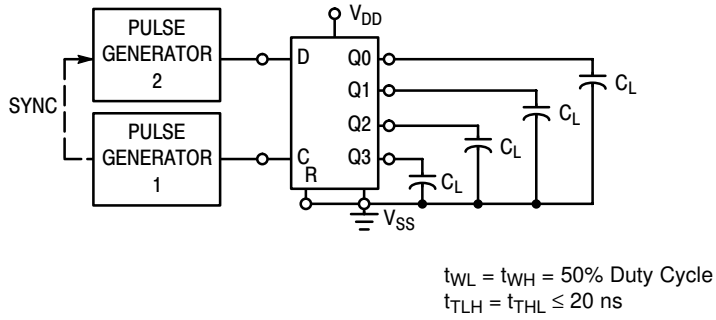 PULSE
GENERATOR
2
SYNC
PULSE
GENERATOR
1
V_DD
D
C
R
Q0
Q1
Q2
Q3
C_L
C_L
C_L
C_L
V_SS
t_WL = t_WH = 50% Duty Cycle
t_TLH = t_THL ≤ 20 ns